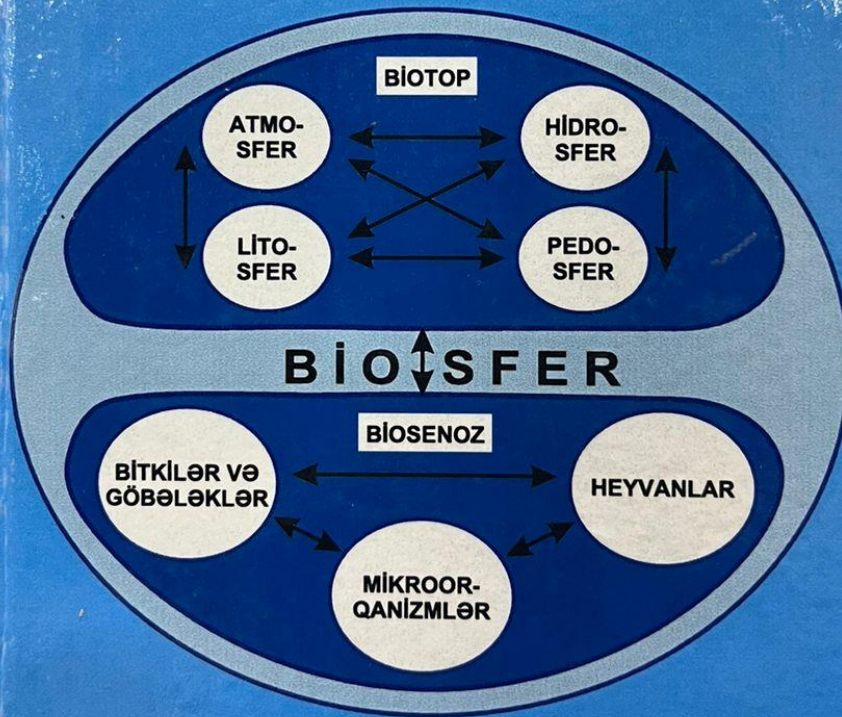 BİOTOP
ATMO-
SFER
HİDRO-
SFER
LİTO-
SFER
PEDO-
SFER
BİOSFER
BİOSENOZ
BİTKİLƏR VƏ
GÖBƏLƏKLƏR
HEYVANLAR
MİKROOR-
QANİZMLƏR